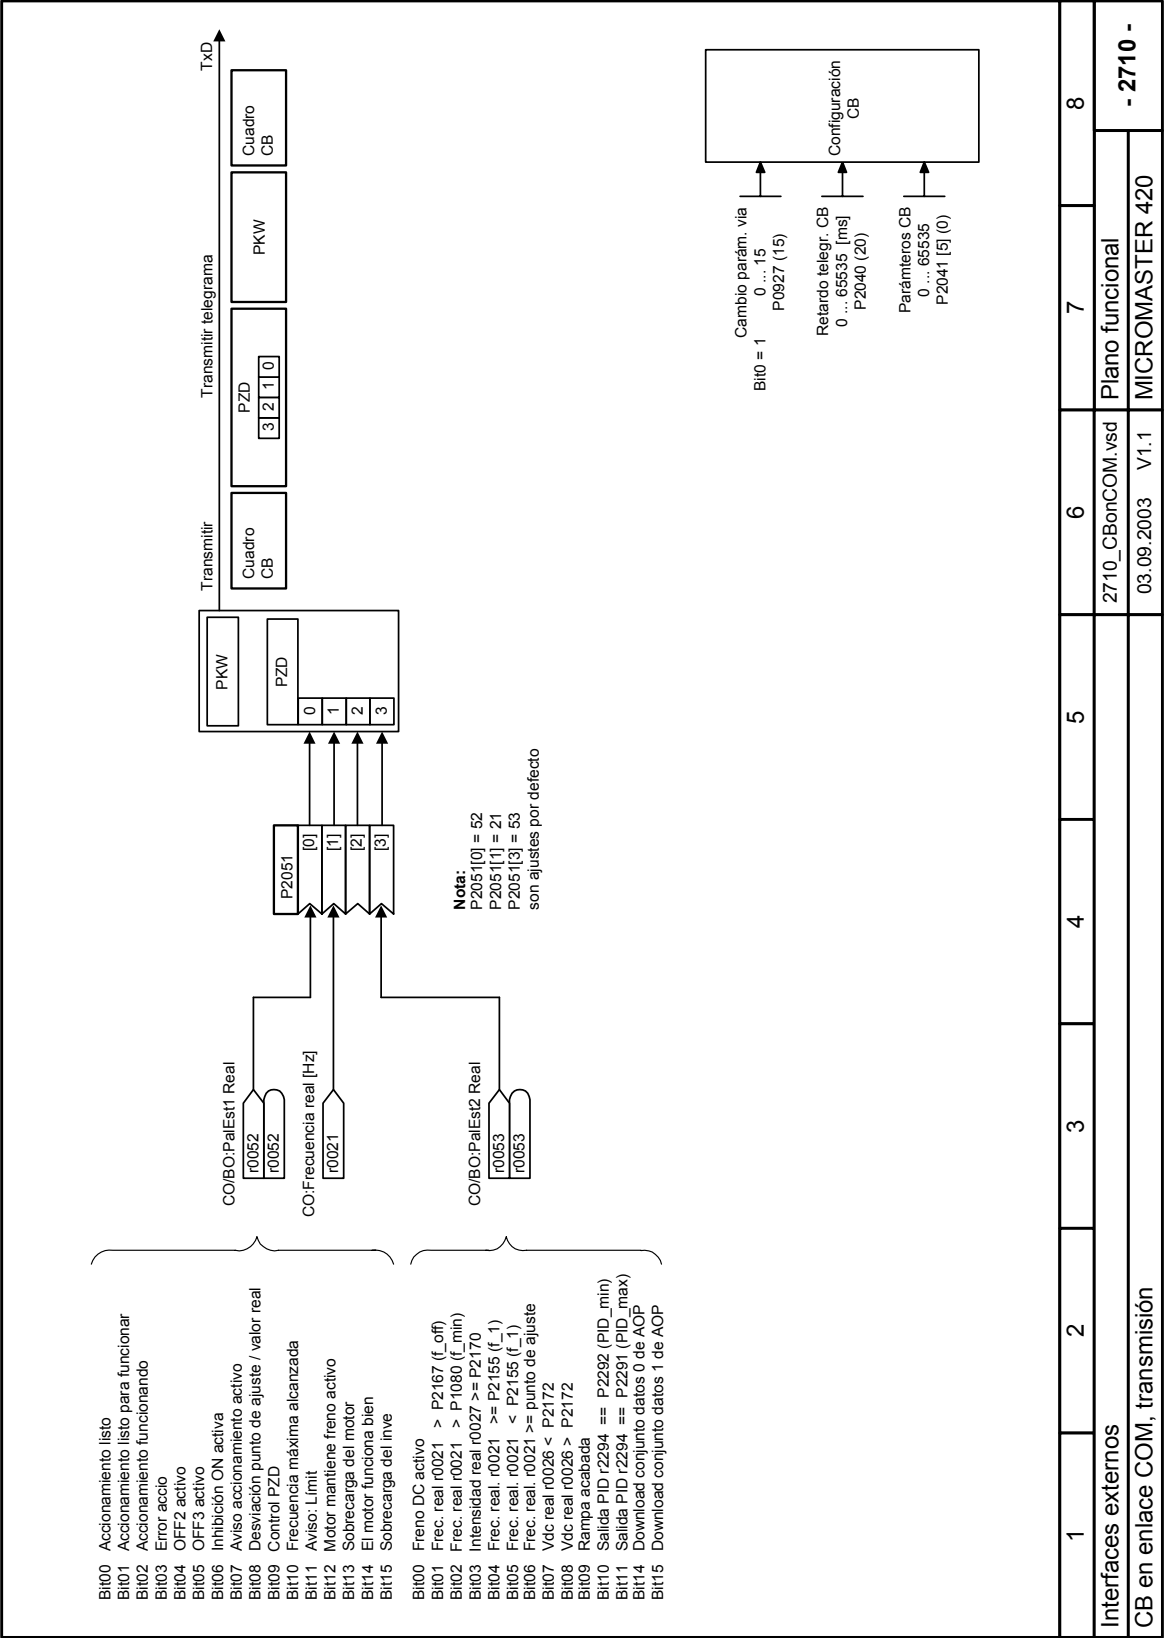 Bit00 Accionamiento listo
Bit01 Accionamiento listo para funcionar
Bit02 Accionamiento funcionando
Bit03 Error accio
Bit04 OFF2 activo
Bit05 OFF3 activo
Bit06 Inhibición ON activa
Bit07 Aviso accionamiento activo
Bit08 Desviación punto de ajuste / valor real
Bit09 Control PZD
Bit10 Frecuencia máxima alcanzada
Bit11 Aviso: Límit
Bit12 Motor mantiene freno activo
Bit13 Sobrecarga del motor
Bit14 El motor funciona bien
Bit15 Sobrecarga del inve
Bit00 Freno DC activo
Bit01 Frec. real r0021 > P2167 (f_off)
Bit02 Frec. real r0021 > P1080 (f_min)
Bit03 Intensidad real r0027 >= P2170
Bit04 Frec. real. r0021 >= P2155 (f_1)
Bit05 Frec. real. r0021 < P2155 (f_1)
Bit06 Frec. real. r0021 >= punto de ajuste
Bit07 Vdc real r0026 < P2172
Bit08 Vdc real r0026 > P2172
Bit09 Rampa acabada
Bit10 Salida PID r2294 == P2292 (PID_min)
Bit11 Salida PID r2294 == P2291 (PID_max)
Bit14 Download conjunto datos 0 de AOP
Bit15 Download conjunto datos 1 de AOP
CO/BO:PalEst1 Real
r0052
r0052
CO:Frecuencia real [Hz]
r0021
CO/BO:PalEst2 Real
r0053
r0053
P2051
[0]
[1]
[2]
[3]
Nota:
P2051[0] = 52
P2051[1] = 21
P2051[3] = 53
son ajustes por defecto
PKW
PZD
0
1
2
3
Transmitir
Transmitir telegrama
TxD
Cuadro
CB
PZD
3 2 1 0
PKW
Cuadro
CB
Cambio parám. via
Bit0 = 1 0 ... 15
P0927 (15)
Retardo telegr. CB
0 ... 65535 [ms]
P2040 (20)
Parámteros CB
0 ... 65535
P2041 [5] (0)
Configuración
CB
1 2 3 4 5 6 7 8
Interfaces externos
2710_CBonCOM.vsd
Plano funcional
- 2710 -
CB en enlace COM, transmisión
03.09.2003 V1.1
MICROMASTER 420